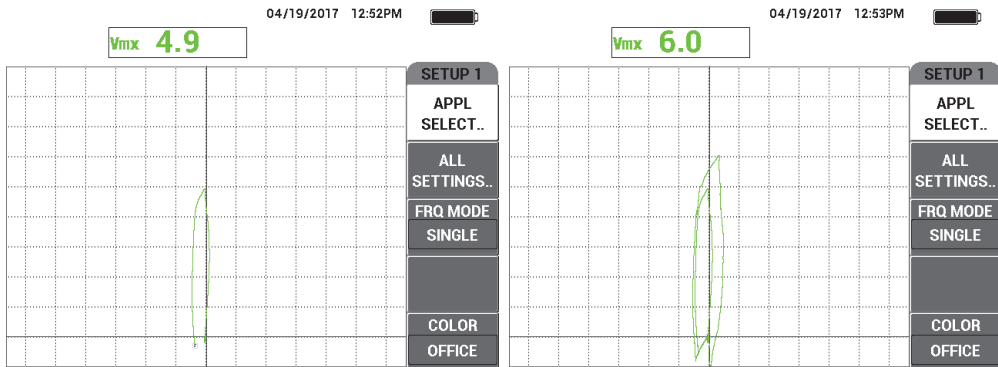 04/19/2017 12:52PM
Vmx 4.9
SETUP 1
APPL
SELECT..
ALL
SETTINGS..
FRQ MODE
SINGLE
COLOR
OFFICE
04/19/2017 12:53PM
Vmx 6.0
SETUP 1
APPL
SELECT..
ALL
SETTINGS..
FRQ MODE
SINGLE
COLOR
OFFICE